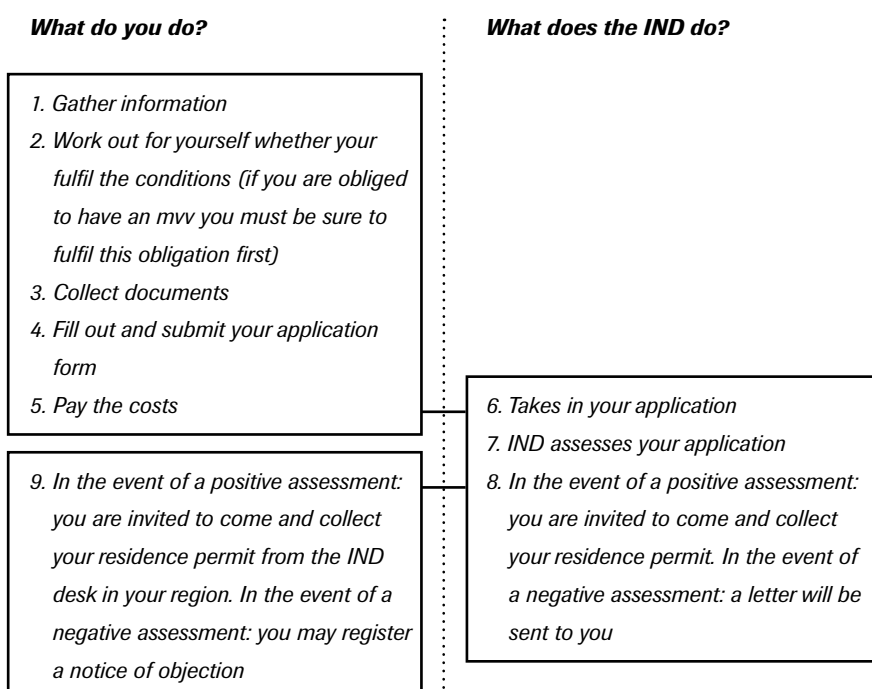 What do you do?
What does the IND do?
1. Gather information
2. Work out for yourself whether your
fulfil the conditions (if you are obliged
to have an mvv you must be sure to
fulfil this obligation first)
3. Collect documents
4. Fill out and submit your application
form
5. Pay the costs
6. Takes in your application
7. IND assesses your application
8. In the event of a positive assessment:
you are invited to come and collect
your residence permit. In the event of
a negative assessment: a letter will be
sent to you
9. In the event of a positive assessment:
you are invited to come and collect
your residence permit from the IND
desk in your region. In the event of a
negative assessment: you may register
a notice of objection